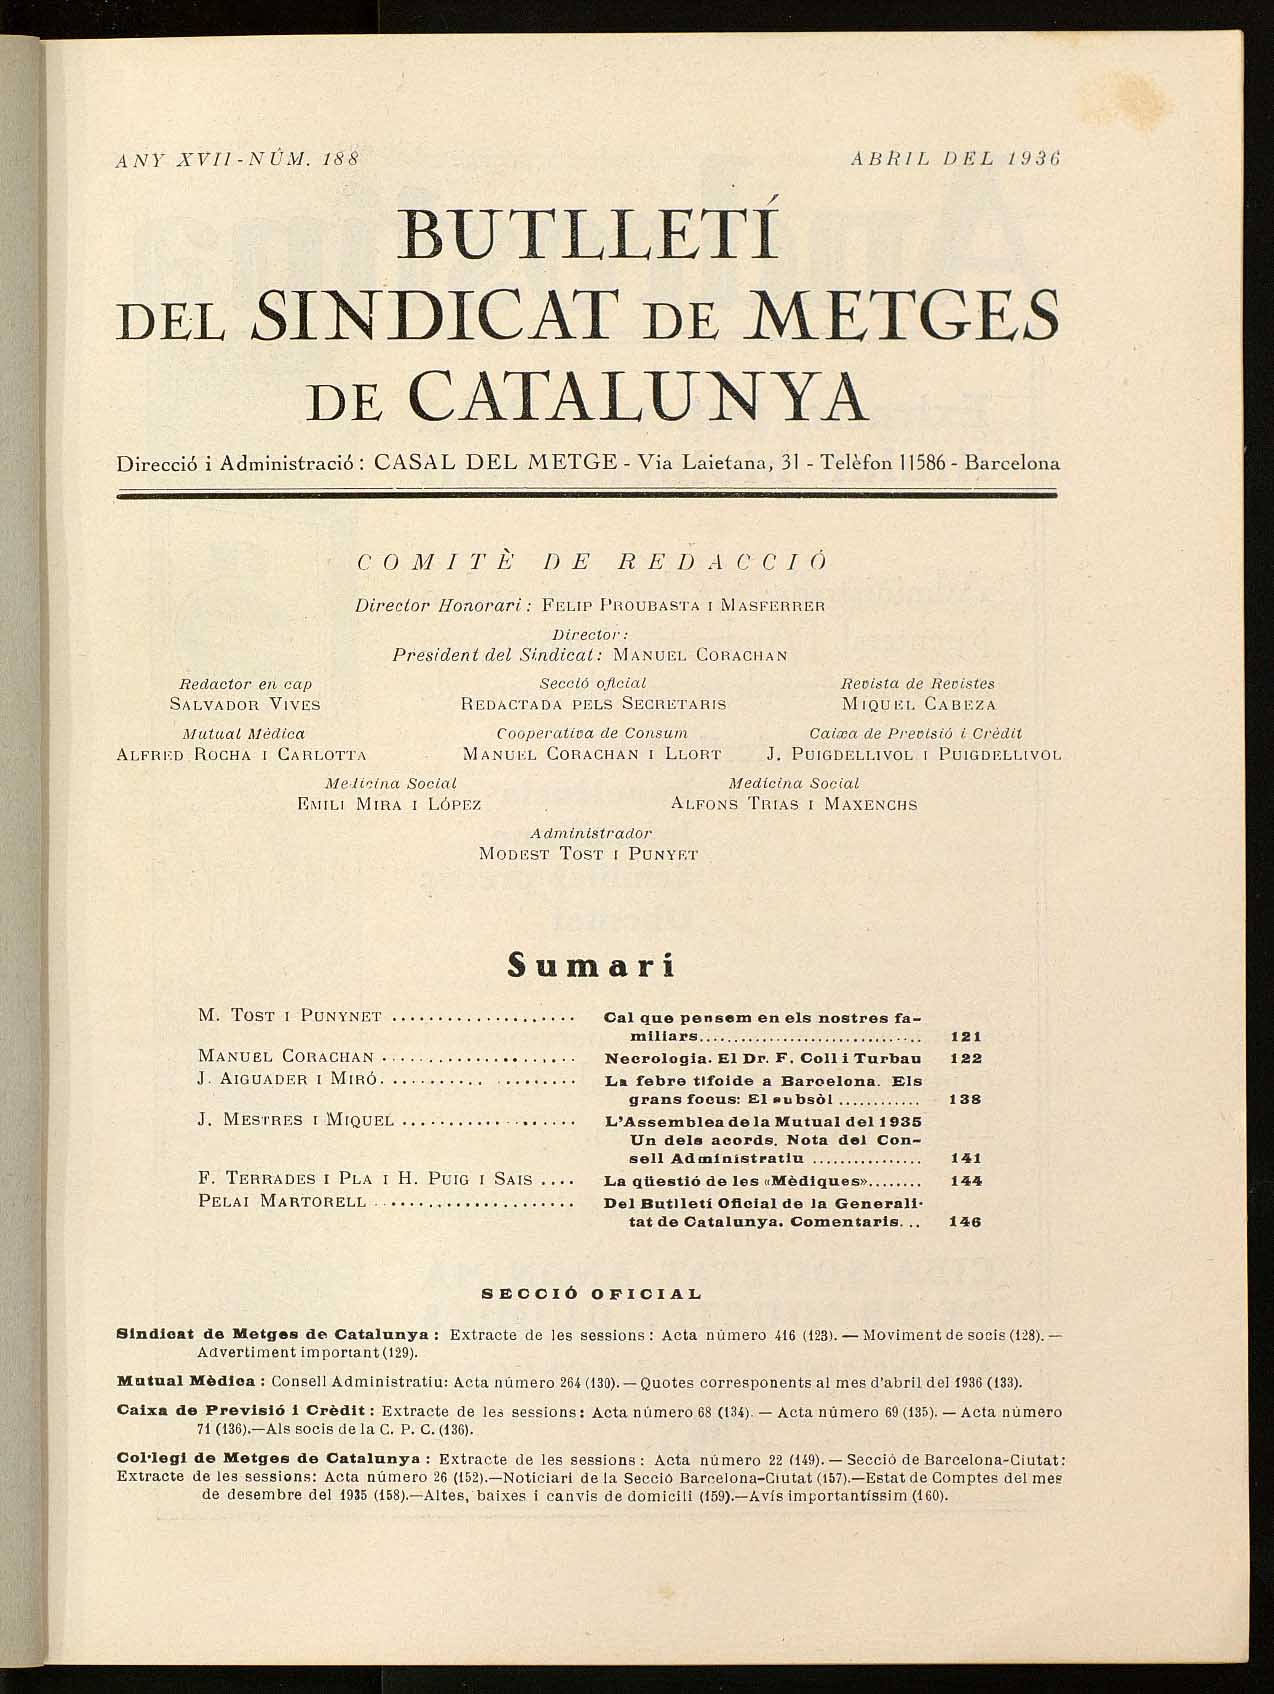 ANY XVII - NÚM. 188 ABRIL DEL 1936
BUTLLETÍ
DEL SINDICAT DE METGES
DE CATALUNYA
Direcció i Administració: CASAL DEL METGE - Via Laietana, 31 - Telèfon 11586 - Barcelona
COMITÈ DE REDACCIÓ
Director Honorari: FELIP PROUBASTA I MASFERRER
Director:
President del Sindicat: MANUEL CORACHAN
Redactor en cap Secció oficial Revista de Revistes
SALVADOR VIVES REDACTADA PELS SECRETARIS MIQUEL CABEZA
Mutual Mèdica Cooperativa de Consum Caixa de Previsió i Crèdit
ALFRED ROCHA I CARLOTTA MANUEL CORACHAN I LLORT J. PUIGDELLIVOL I PUIGDELLIVOL
Medicina Social Medicina Social
EMILI MIRA I LÓPEZ ALFONS TRIAS I MAXENCHS
Administrador
MODEST TOST I PUNYET
Sumari
M. TOST I PUNYNET .................... Cal que pensem en els nostres fa-
miliars............................ 121
MANUEL CORACHAN .................... Necrologia. El Dr. F. Coll i Turbau 122
J. AIGUADER I MIRÓ.................... La febre tifoide a Barcelona. Els
grans focus: El subsòl ............ 138
J. MESTRES I MIQUEL .................... L'Assemblea de la Mutual del 1935
Un dels acords. Nota del Con-
sell Administratiu ............... 141
F. TERRADES I PLA I H. PUIG I SAIS .... La qüestió de les «Mèdiques»........ 144
PELAI MARTORELL ...................... Del Butlletí Oficial de la Generali-
tat de Catalunya. Comentaris. .. 146
SECCIÓ OFICIAL
Sindicat de Metges de Catalunya: Extracte de les sessions: Acta número 416 (123). — Moviment de socis (128). —
Advertiment important (129).
Mutual Mèdica: Consell Administratiu: Acta número 264 (130). — Quotes corresponents al mes d'abril del 1936 (133).
Caixa de Previsió i Crèdit: Extracte de les sessions: Acta número 68 (134). — Acta número 69 (135). — Acta número
71 (136).—Als socis de la C. P. C. (136).
Col·legi de Metges de Catalunya: Extracte de les sessions: Acta número 22 (149). — Secció de Barcelona-Ciutat:
Extracte de les sessions: Acta número 26 (152).—Noticiari de la Secció Barcelona-Ciutat (157).—Estat de Comptes del mes
de desembre del 1935 (158).—Altes, baixes i canvis de domicili (159).—Avís importantíssim (160).